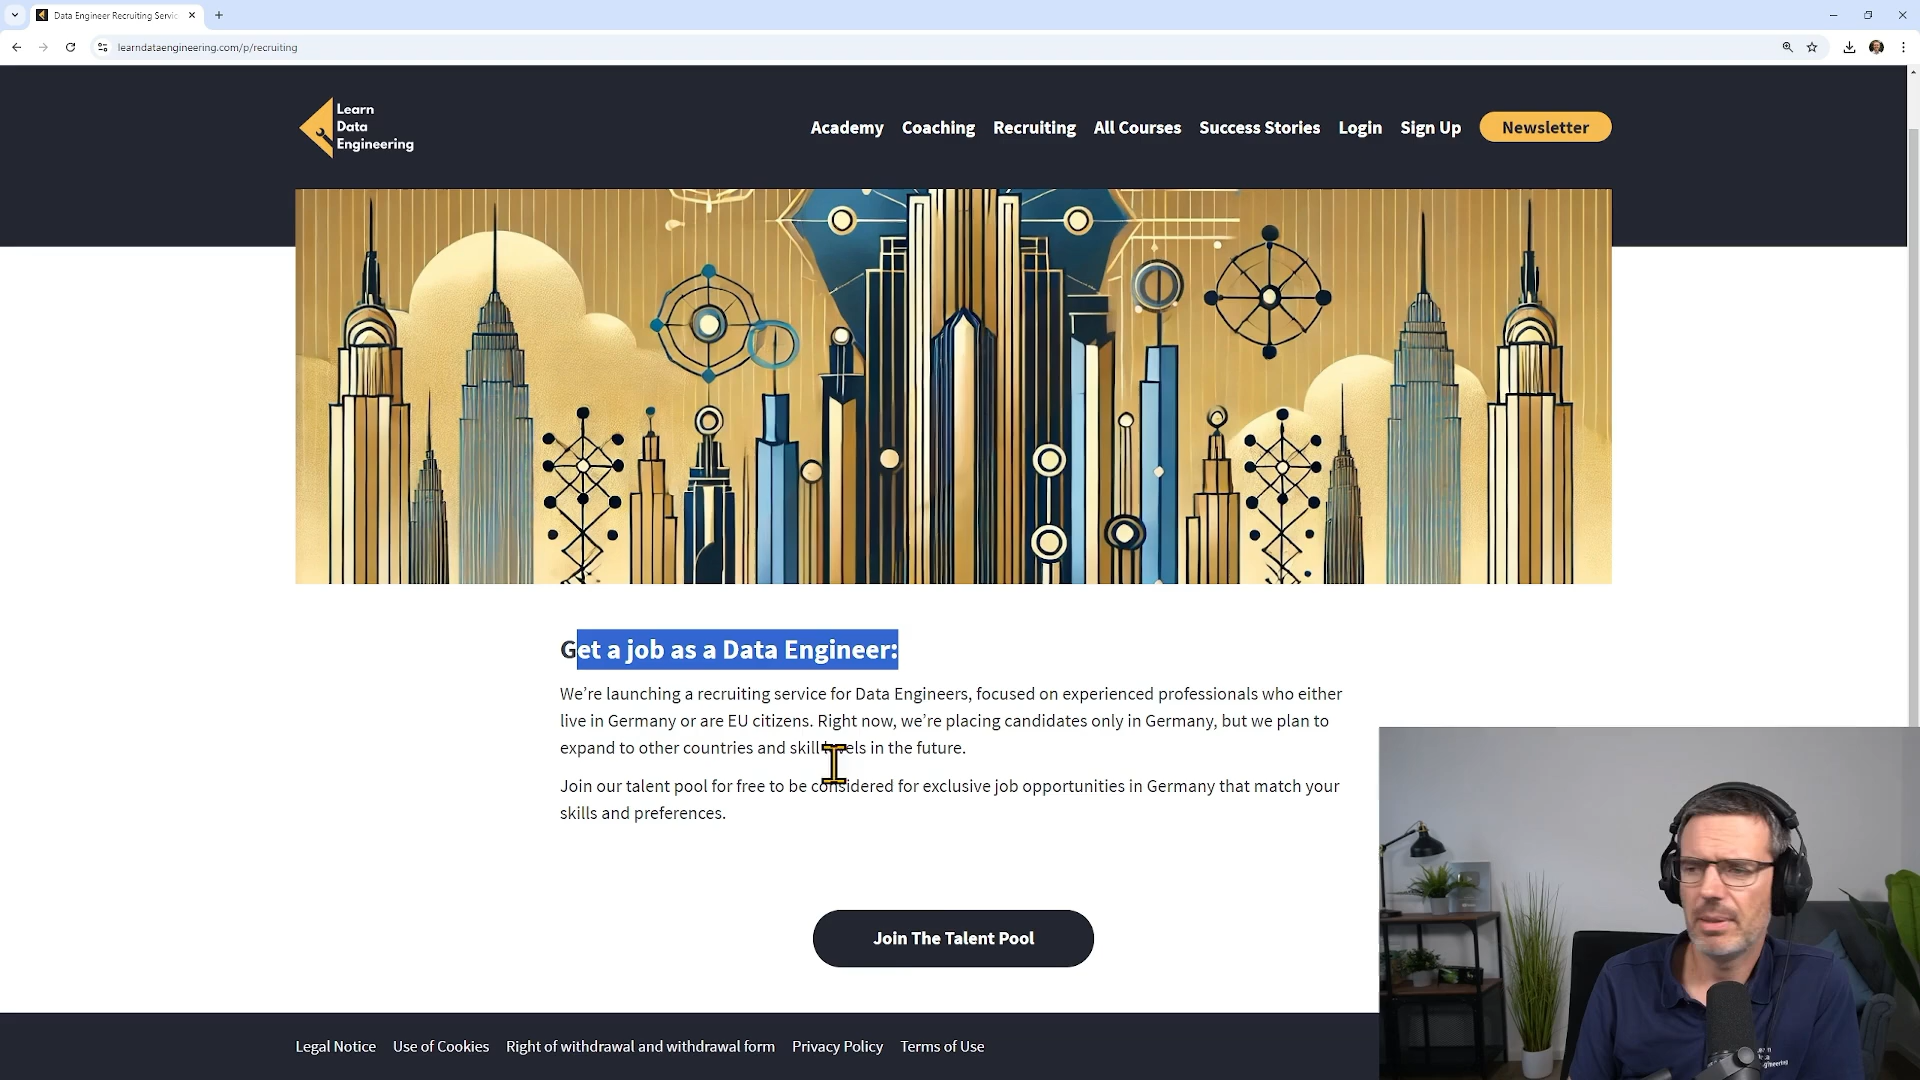 Data Engineer Recruiting Servic
learndataengineering.com/p/recruiting
Learn
Data
Engineering
Academy Coaching Recruiting All Courses Success Stories Login Sign Up Newsletter
Get a job as a Data Engineer:
We’re launching a recruiting service for Data Engineers, focused on experienced professionals who either
live in Germany or are EU citizens. Right now, we’re placing candidates only in Germany, but we plan to
expand to other countries and skill levels in the future.
Join our talent pool for free to be considered for exclusive job opportunities in Germany that match your
skills and preferences.
Join The Talent Pool
Legal Notice Use of Cookies Right of withdrawal and withdrawal form Privacy Policy Terms of Use